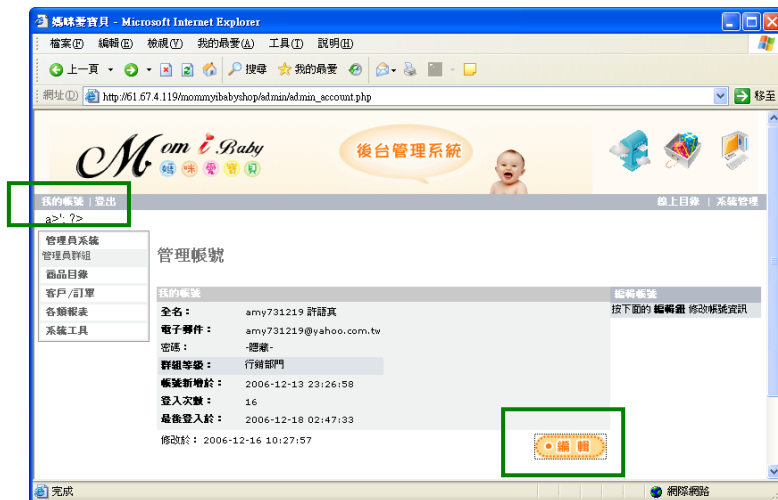 媽咪愛寶貝 - Microsoft Internet Explorer
檔案(F) 編輯(E) 檢視(V) 我的最愛(A) 工具(T) 說明(H)
上一頁 搜尋 我的最愛
網址(D) http://61.67.4.119/mommyibabyshop/admin/admin_account.php 移至
Mom i Baby
媽咪愛寶貝
後台管理系統
我的帳號 | 登出 線上目錄 | 系統管理
a>'; ?>
管理員系統
管理員群組
商品目錄
客戶/訂單
各類報表
系統工具
管理帳號
我的帳號 編輯帳號
全名： amy731219 許語真 按下面的 編輯鈕 修改帳號資訊
電子郵件： amy731219@yahoo.com.tw
密碼： -隱藏-
群組等級： 行銷部門
帳號新增於： 2006-12-13 23:26:58
登入次數： 16
最後登入於： 2006-12-18 02:47:33
修改於： 2006-12-16 10:27:57
編輯
完成 網際網路